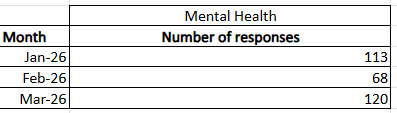 Mental Health
Month Number of responses
Jan-26 113
Feb-26 68
Mar-26 120